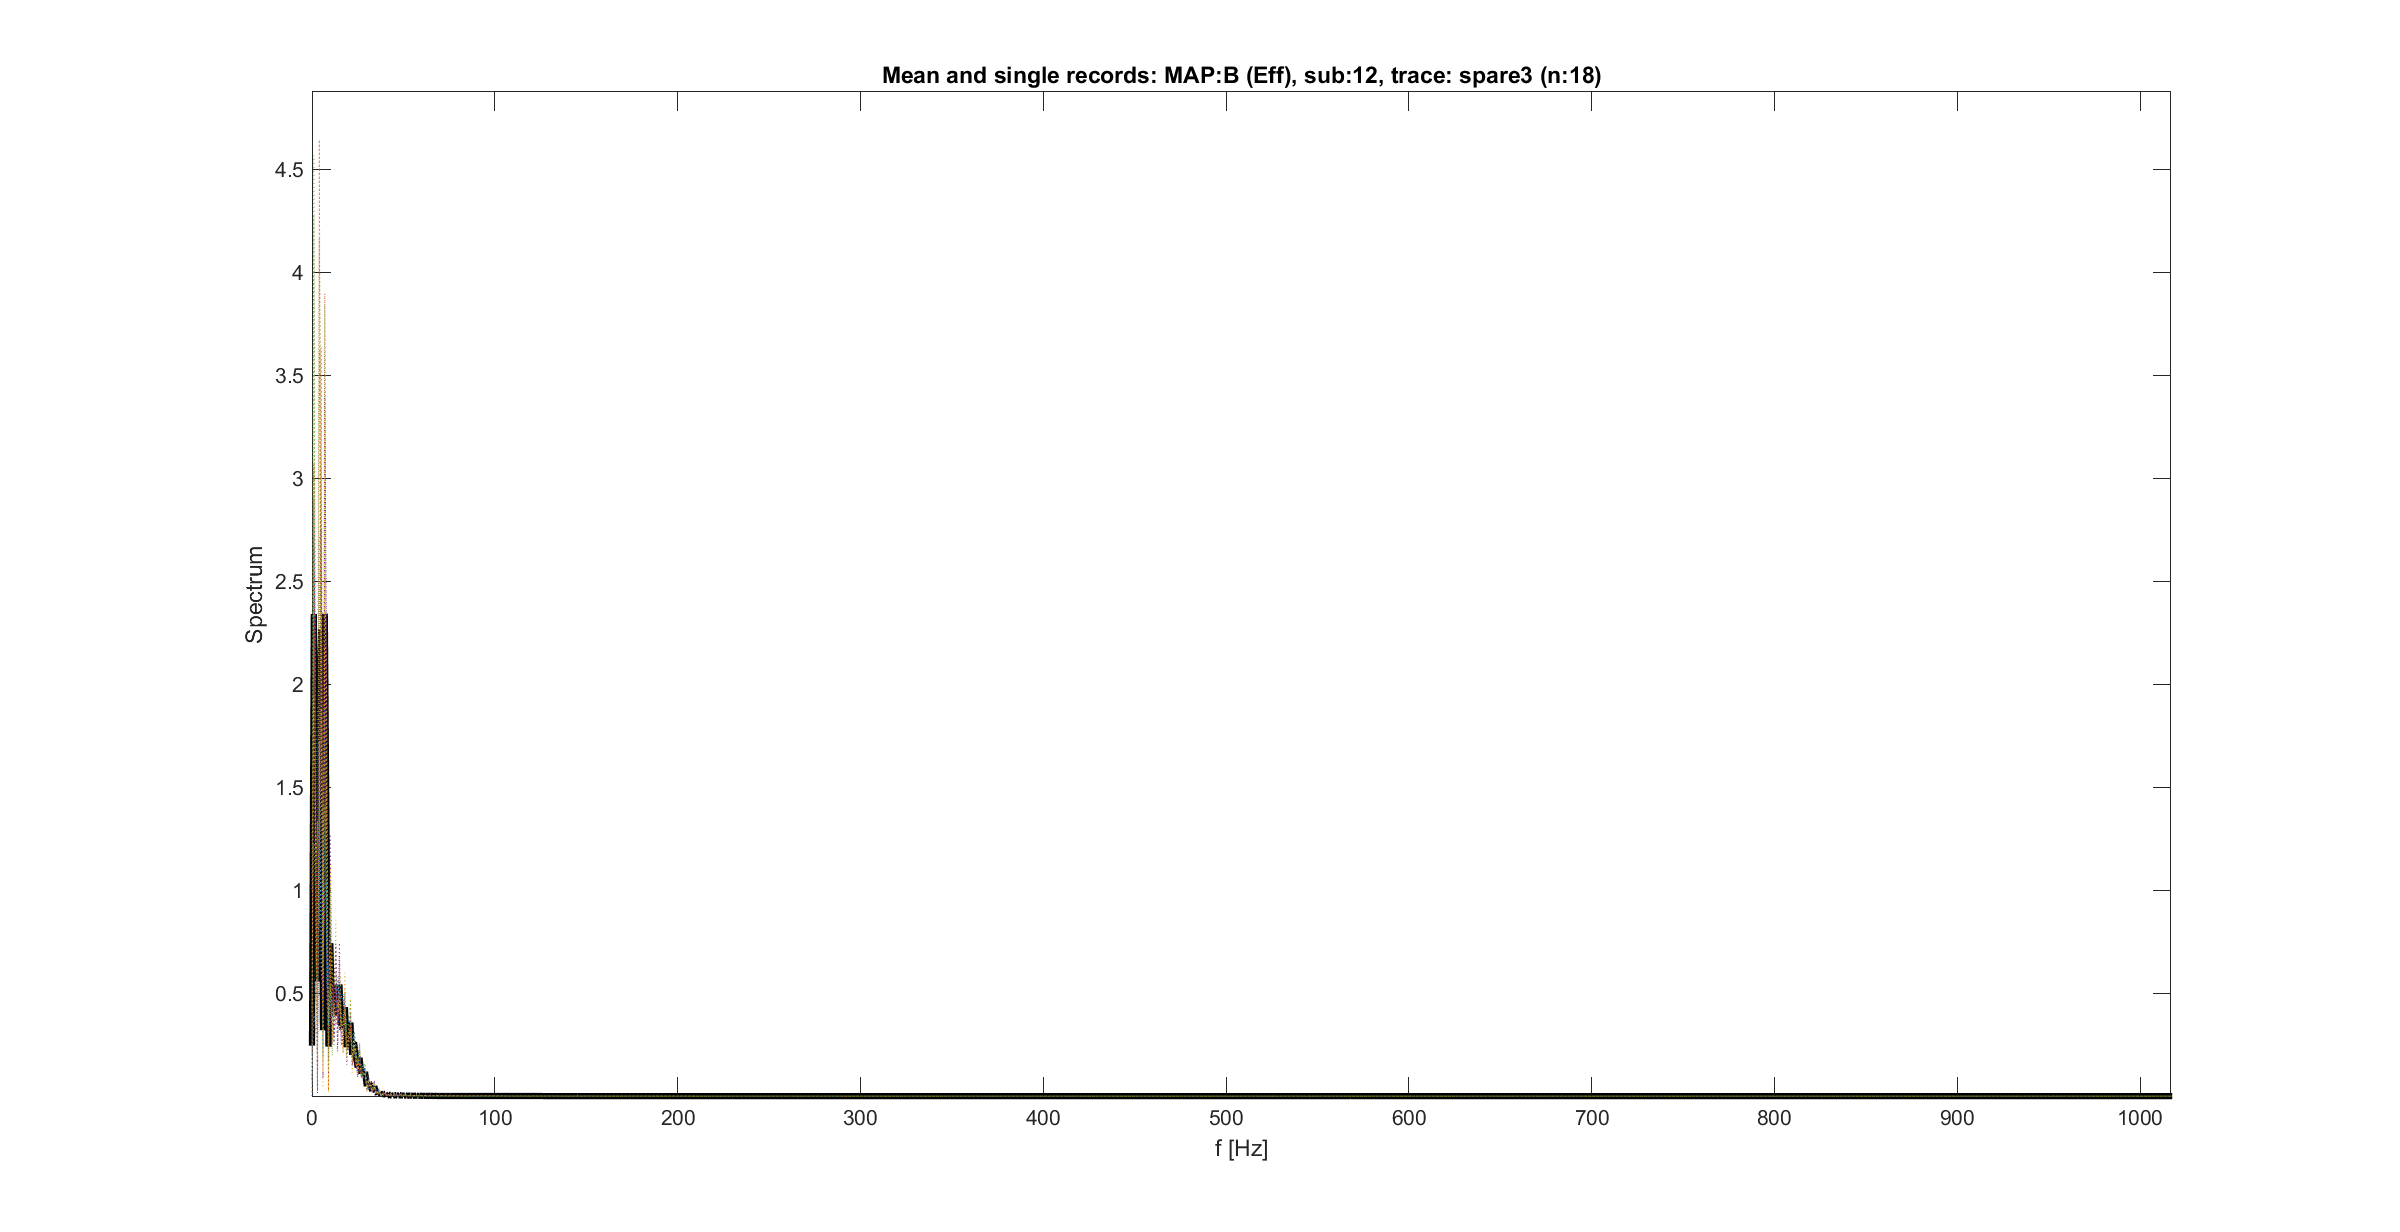 Mean and single records: MAP:B (Eff), sub:12, trace: spare3 (n:18)
4.5
4
3.5
3
2.5
2
1.5
1
0.5
Spectrum
0 100 200 300 400 500 600 700 800 900 1000
f [Hz]